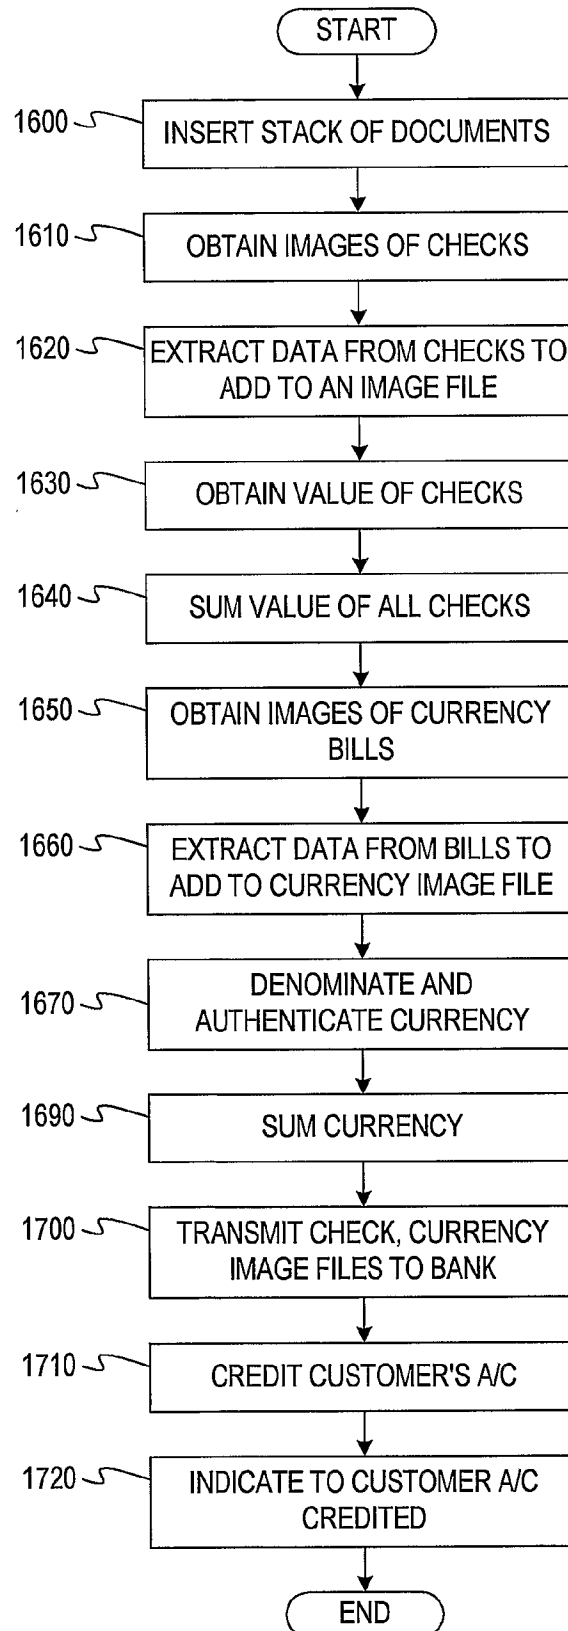 START
1600
INSERT STACK OF DOCUMENTS
1610
OBTAIN IMAGES OF CHECKS
1620
EXTRACT DATA FROM CHECKS TO
ADD TO AN IMAGE FILE
1630
OBTAIN VALUE OF CHECKS
1640
SUM VALUE OF ALL CHECKS
1650
OBTAIN IMAGES OF CURRENCY
BILLS
1660
EXTRACT DATA FROM BILLS TO
ADD TO CURRENCY IMAGE FILE
1670
DENOMINATE AND
AUTHENTICATE CURRENCY
1690
SUM CURRENCY
1700
TRANSMIT CHECK, CURRENCY
IMAGE FILES TO BANK
1710
CREDIT CUSTOMER'S A/C
1720
INDICATE TO CUSTOMER A/C
CREDITED
END